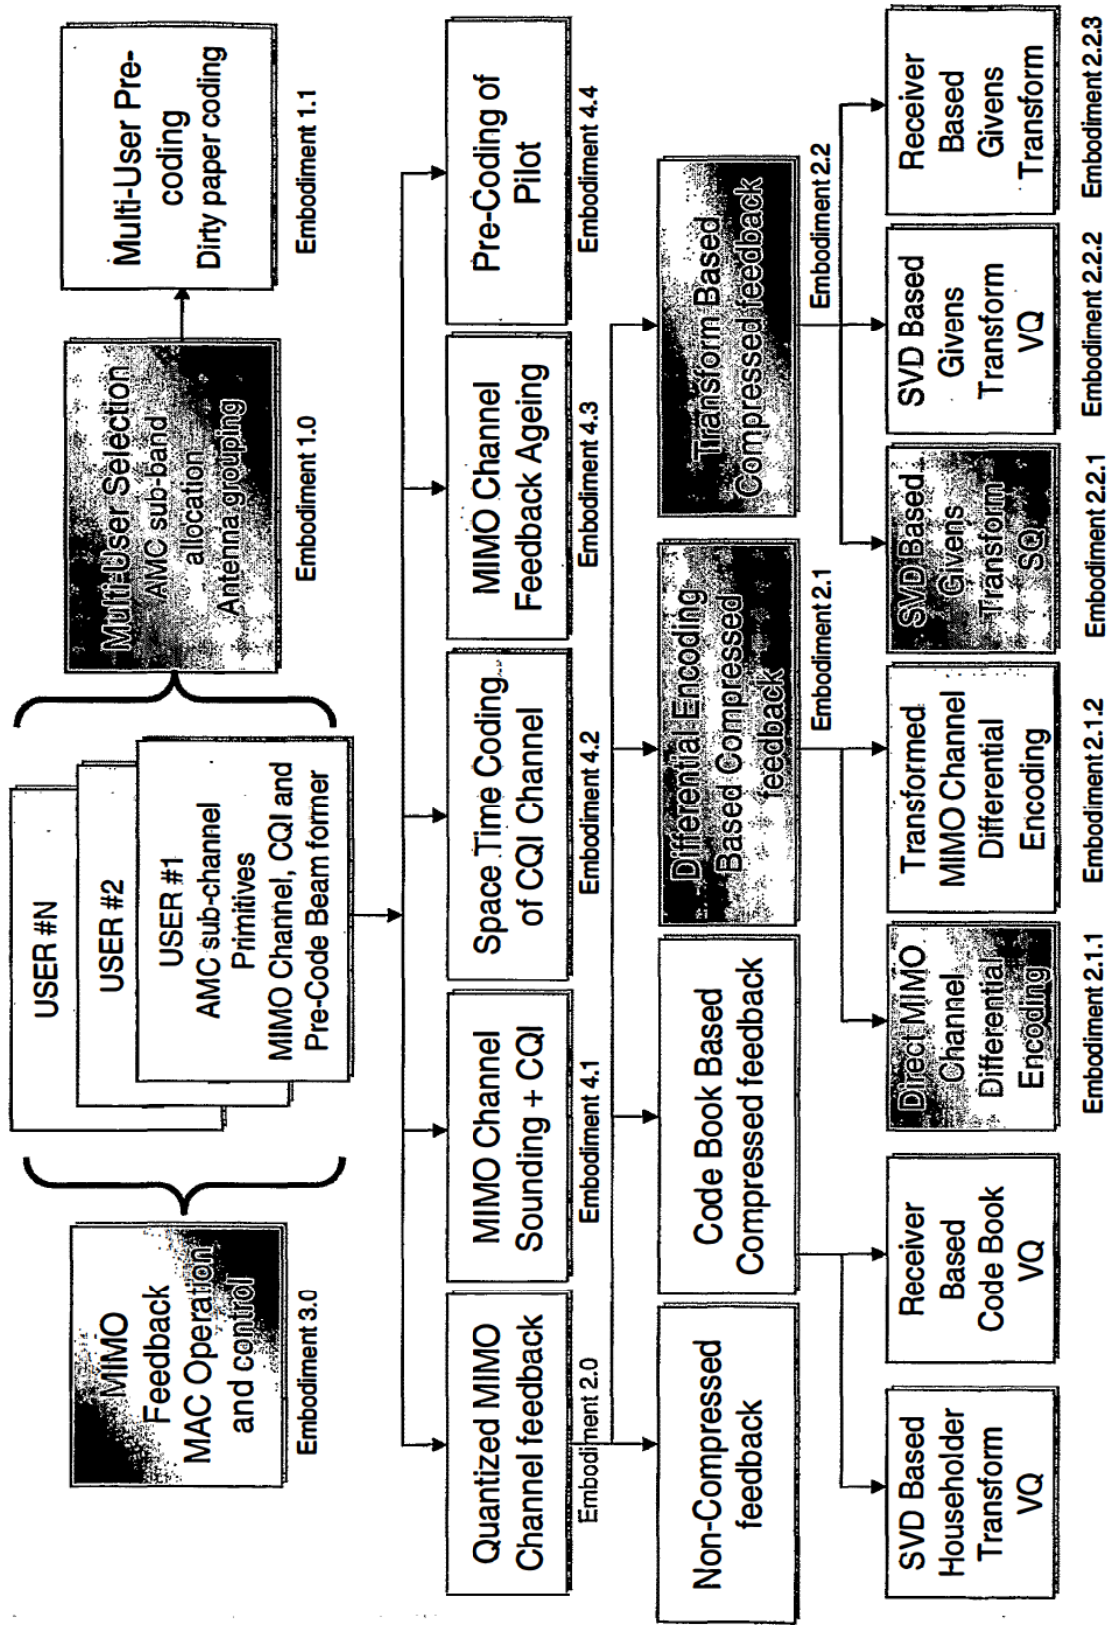 MIMO
Feedback
MAC Operation
and control
Embodiment 3.0
USER #N
USER #2
USER #1
AMC sub-channel
Primitives
MIMO Channel, CQI and
Pre-Code Beam former
Multi-User Selection
AMC sub-band
allocation
Antenna grouping
Embodiment 1.0
Multi-User Pre-
coding
Dirty paper coding
Embodiment 1.1
Quantized MIMO
Channel feedback
Embodiment 2.0
MIMO Channel
Sounding + CQI
Embodiment 4.1
Space Time Coding
of CQI Channel
Embodiment 4.2
MIMO Channel
Feedback Ageing
Embodiment 4.3
Pre-Coding of
Pilot
Embodiment 4.4
Non-Compressed
feedback
Code Book Based
Compressed feedback
Differential Encoding
Based Compressed
feedback
Embodiment 2.1
Transform Based
Compressed feedback
Embodiment 2.2
SVD Based
Householder
Transform
VQ
Receiver
Based
Code Book
VQ
Direct MIMO
Channel
Differential
Encoding
Embodiment 2.1.1
Transformed
MIMO Channel
Differential
Encoding
Embodiment 2.1.2
SVD Based
Givens
Transform
SQ
Embodiment 2.2.1
SVD Based
Givens
Transform
VQ
Embodiment 2.2.2
Receiver
Based
Givens
Transform
Embodiment 2.2.3